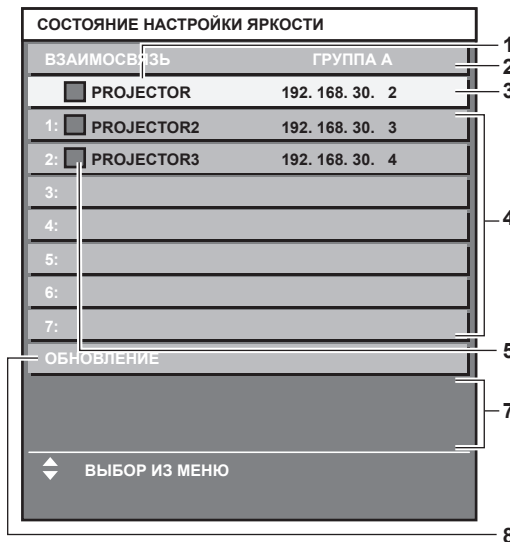 СОСТОЯНИЕ НАСТРОЙКИ ЯРКОСТИ
1
ВЗАИМОСВЯЗЬ ГРУППА A
2
PROJECTOR 192. 168. 30. 2
3
1: PROJECTOR2 192. 168. 30. 3
2: PROJECTOR3 192. 168. 30. 4
3:
4
4:
5:
6:
7:
5
ОБНОВЛЕНИЕ
7
ВЫБОР ИЗ МЕНЮ
8